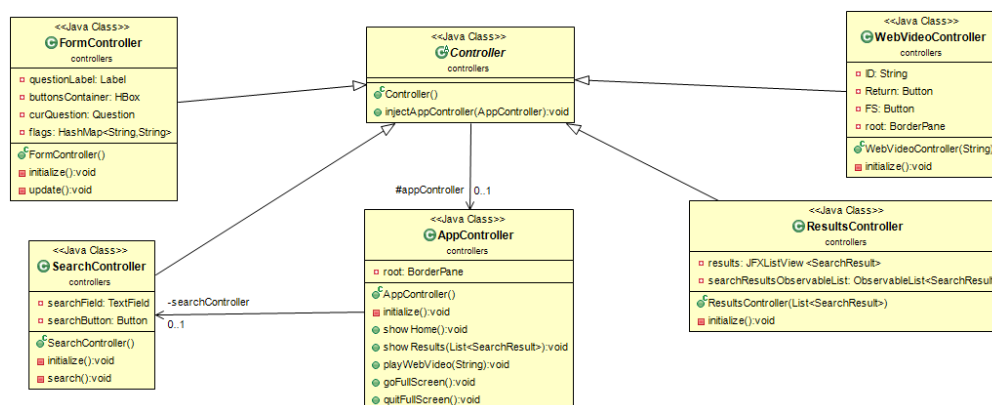 <<Java Class>>
FormController
controllers
questionLabel: Label
buttonsContainer: HBox
curQuestion: Question
flags: HashMap<String,String>
FormController()
initialize():void
update():void
<<Java Class>>
Controller
controllers
Controller()
injectAppController(AppController):void
<<Java Class>>
WebVideoController
controllers
ID: String
Return: Button
FS: Button
root: BorderPane
WebVideoController(String)
initialize():void
#appController
0..1
<<Java Class>>
SearchController
controllers
searchField: TextField
searchButton: Button
SearchController()
initialize():void
search():void
-searchController
0..1
<<Java Class>>
AppController
controllers
root: BorderPane
AppController()
initialize():void
showHome():void
showResults(List<SearchResult>):void
playWebVideo(String):void
goFullScreen():void
quitFullScreen():void
<<Java Class>>
ResultsController
controllers
results: JFXListView <SearchResult>
searchResultsObservableList: ObservableList<SearchResult
ResultsController(List<SearchResult>)
initialize():void